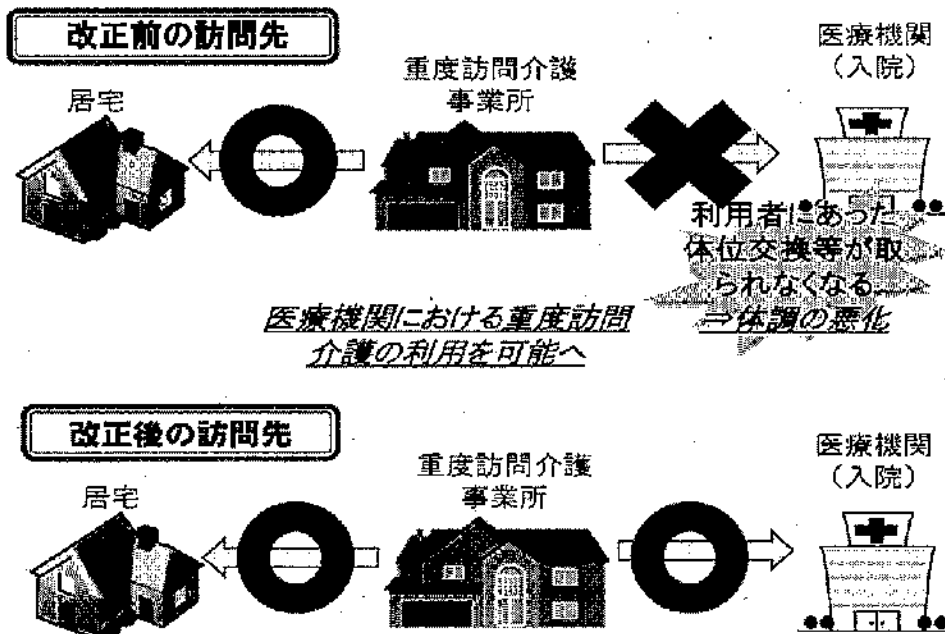 改正前の訪問先
居宅
重度訪問介護
事業所
医療機関
（入院）
利用者にあった
体位交換等が取
られなくなる
⇒体調の悪化
医療機関における重度訪問
介護の利用を可能へ
改正後の訪問先
居宅
重度訪問介護
事業所
医療機関
（入院）